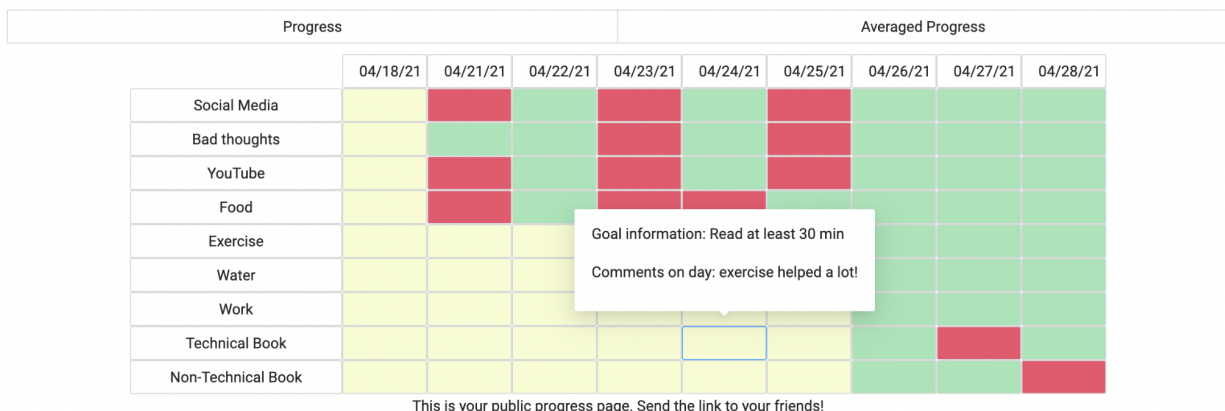 Progress Averaged Progress
04/18/21 04/21/21 04/22/21 04/23/21 04/24/21 04/25/21 04/26/21 04/27/21 04/28/21
Social Media
Bad thoughts
YouTube
Food
Goal information: Read at least 30 min
Exercise
Comments on day: exercise helped a lot!
Water
Work
Technical Book
Non-Technical Book
This is your public progress page. Send the link to your friends!